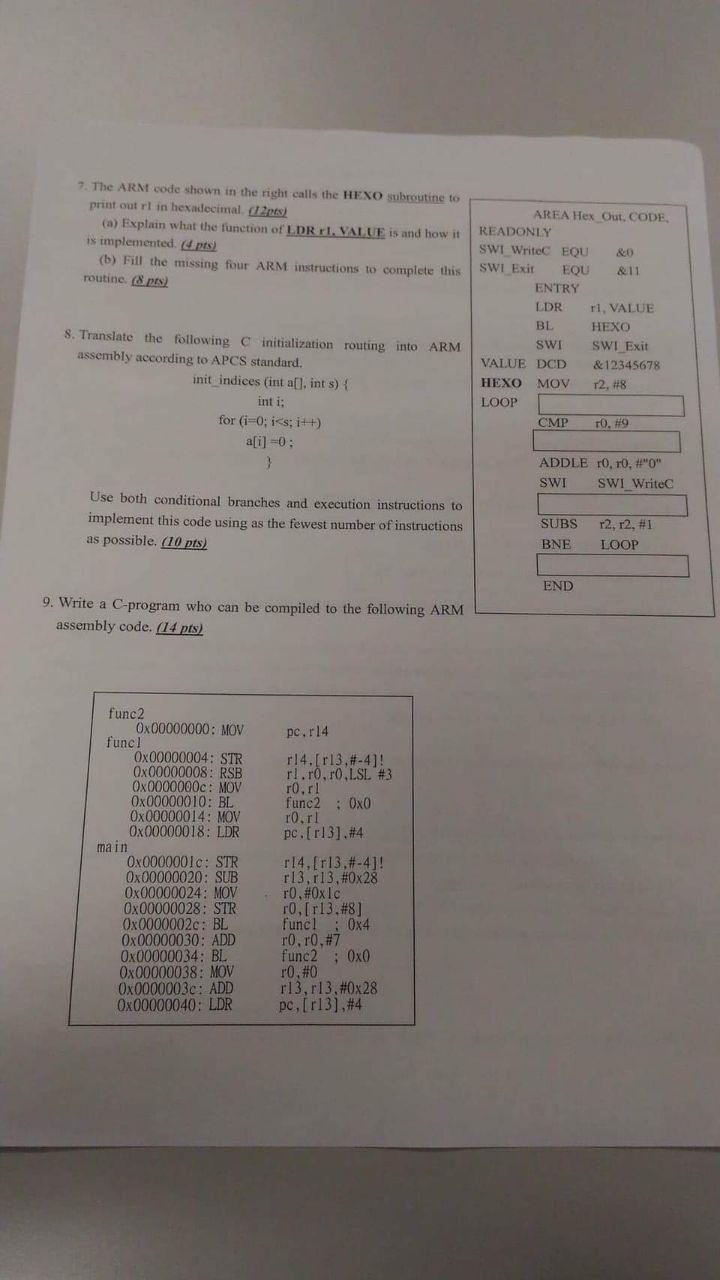 7. The ARM code shown in the right calls the HEXO subroutine to
print out r1 in hexadecimal. (12pts)
(a) Explain what the function of LDR r1, VALUE is and how it
is implemented. (4 pts)
(b) Fill the missing four ARM instructions to complete this
routine. (8 pts)
8. Translate the following C initialization routing into ARM
assembly according to APCS standard.
init_indices (int a[], int s) {
int i;
for (i=0; i<s; i++)
a[i] =0 ;
}
Use both conditional branches and execution instructions to
implement this code using as the fewest number of instructions
as possible. (10 pts)
9. Write a C-program who can be compiled to the following ARM
assembly code. (14 pts)
AREA Hex_Out, CODE,
READONLY
SWI_WriteC EQU &0
SWI_Exit EQU &11
ENTRY
LDR r1, VALUE
BL HEXO
SWI SWI_Exit
VALUE DCD &12345678
HEXO MOV r2, #8
LOOP
CMP r0, #9
ADDLE r0, r0, #"0"
SWI SWI_WriteC
SUBS r2, r2, #1
BNE LOOP
END
func2
0x00000000: MOV pc,r14
func1
0x00000004: STR r14,[r13,#-4]!
0x00000008: RSB r1,r0,r0,LSL #3
0x0000000c: MOV r0,r1
0x00000010: BL func2 ; 0x0
0x00000014: MOV r0,r1
0x00000018: LDR pc,[r13],#4
main
0x0000001c: STR r14,[r13,#-4]!
0x00000020: SUB r13,r13,#0x28
0x00000024: MOV r0,#0x1c
0x00000028: STR r0,[r13,#8]
0x0000002c: BL func1 ; 0x4
0x00000030: ADD r0,r0,#7
0x00000034: BL func2 ; 0x0
0x00000038: MOV r0,#0
0x0000003c: ADD r13,r13,#0x28
0x00000040: LDR pc,[r13],#4